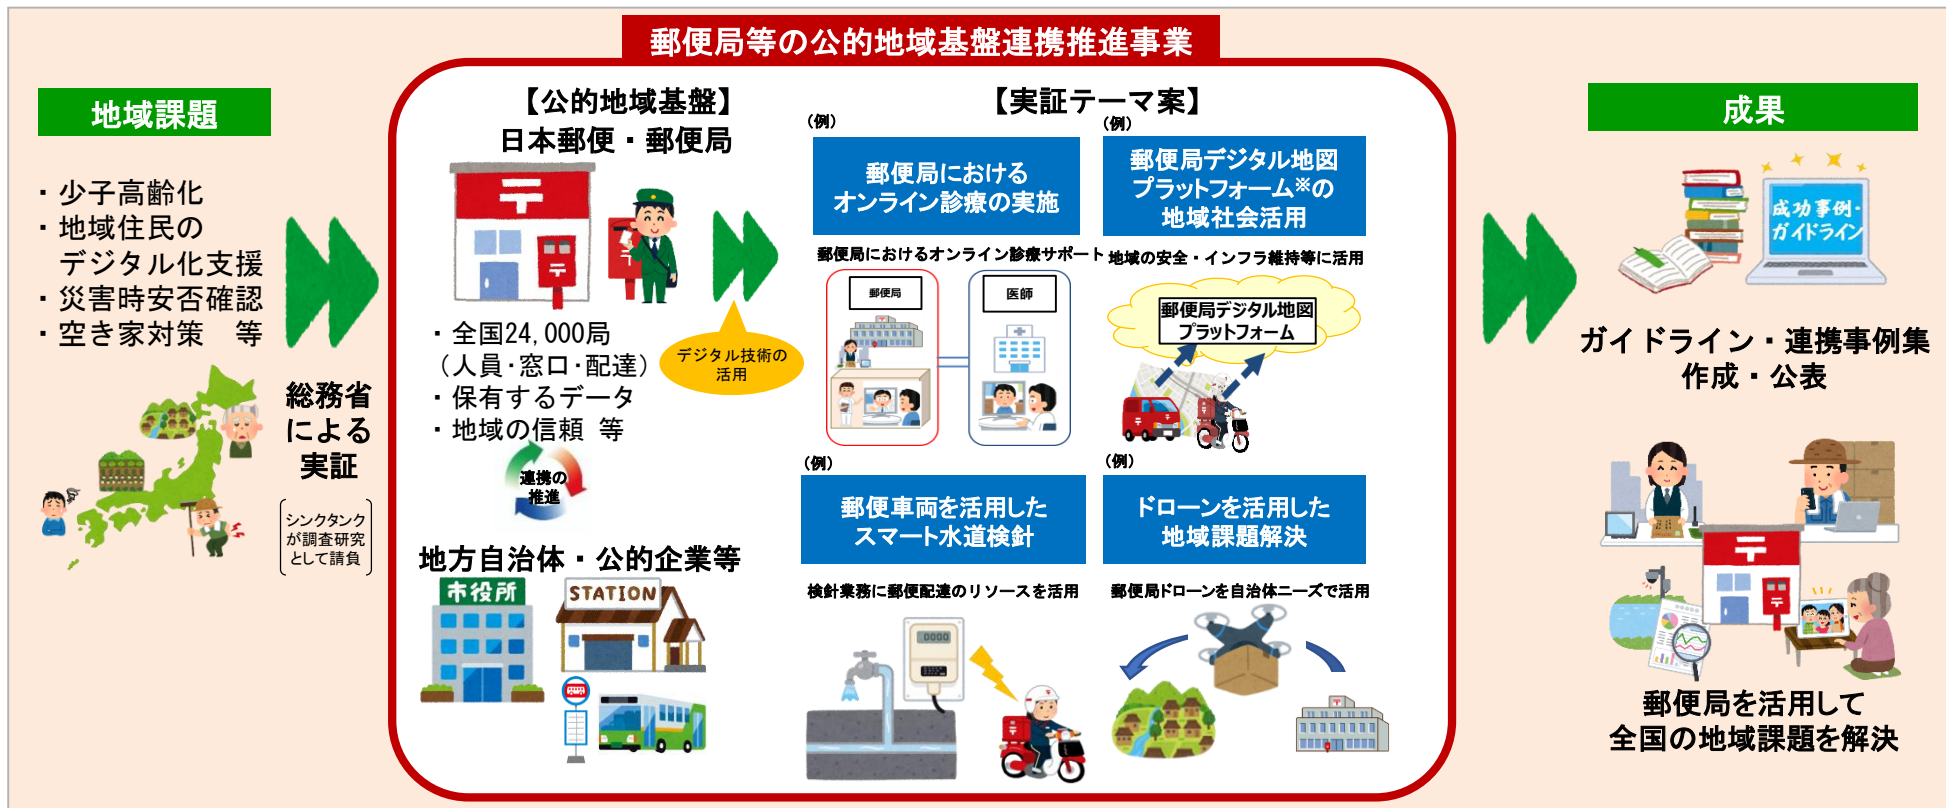 郵便局等の公的地域基盤連携推進事業
地域課題
・少子高齢化
・地域住民の
デジタル化支援
・災害時安否確認
・空き家対策　等
総務省
による
実証
シンクタンク
が調査研究
として請負
【公的地域基盤】
日本郵便・郵便局
・全国24,000局
（人員・窓口・配達）
・保有するデータ
・地域の信頼 等
デジタル技術の
活用
連携の
推進
地方自治体・公的企業等
市役所
STATION
【実証テーマ案】
（例）
郵便局における
オンライン診療の実施
郵便局におけるオンライン診療サポート
郵便局
医師
（例）
郵便局デジタル地図
プラットフォーム※の
地域社会活用
地域の安全・インフラ維持等に活用
郵便局デジタル地図
プラットフォーム
（例）
郵便車両を活用した
スマート水道検針
検針業務に郵便配達のリソースを活用
0000
（例）
ドローンを活用した
地域課題解決
郵便局ドローンを自治体ニーズで活用
成果
成功事例・
ガイドライン
ガイドライン・連携事例集
作成・公表
郵便局を活用して
全国の地域課題を解決